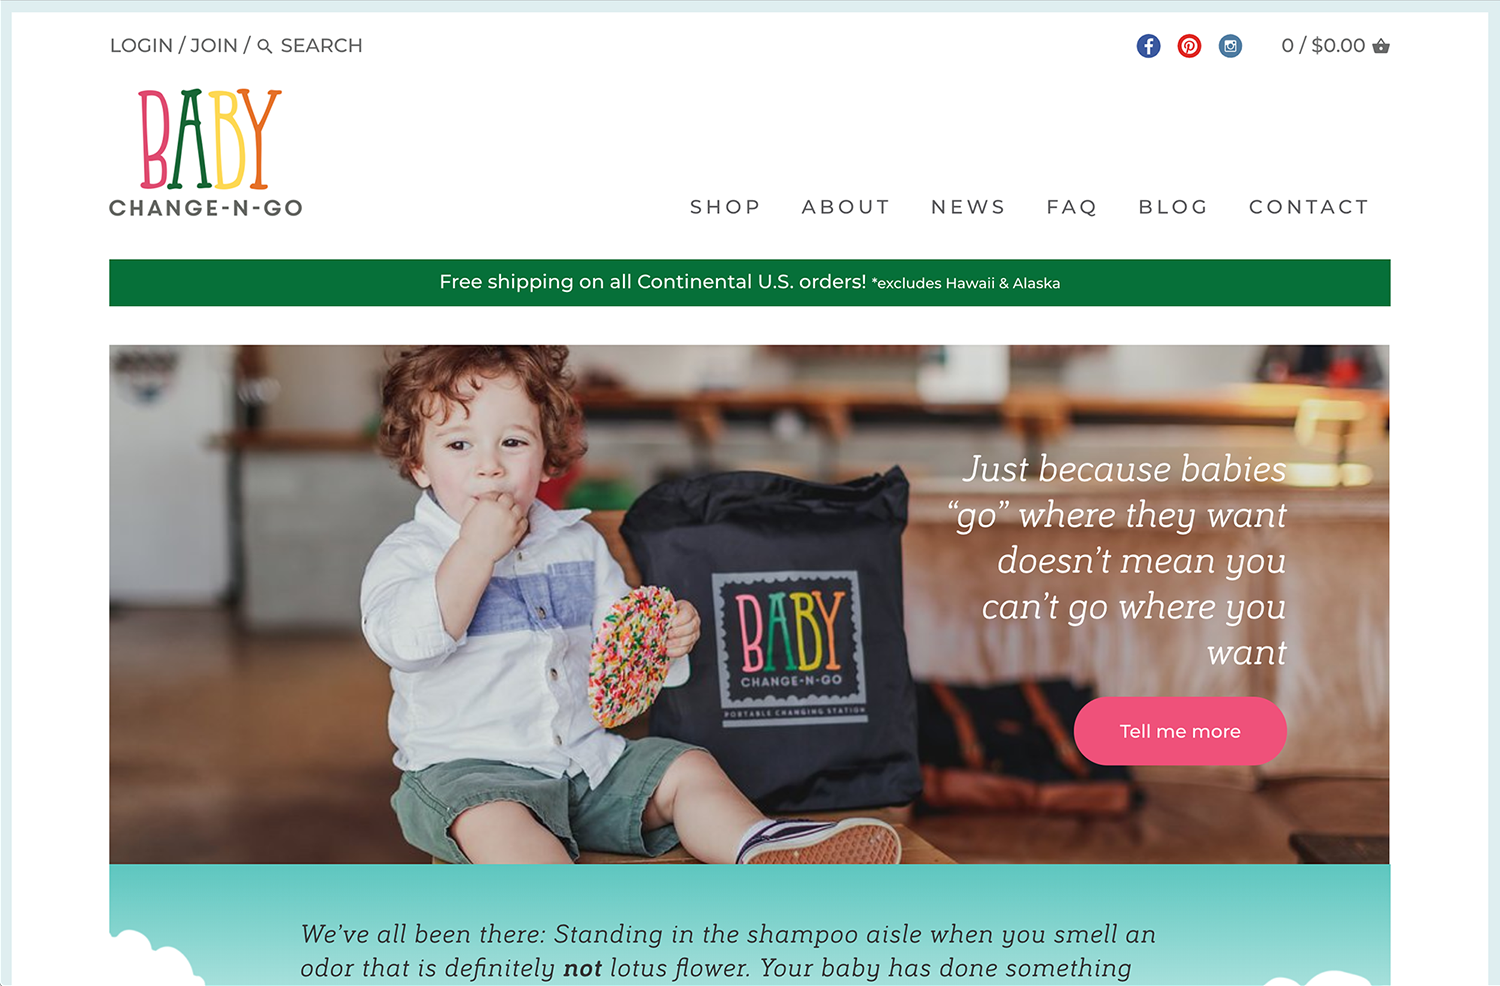 LOGIN / JOIN / SEARCH
0 / $0.00
BABY
CHANGE-N-GO
SHOP ABOUT NEWS FAQ BLOG CONTACT
Free shipping on all Continental U.S. orders! *excludes Hawaii & Alaska
Just because babies
“go” where they want
doesn’t mean you
can’t go where you
want
BABY
CHANGE-N-GO
PORTABLE CHANGING STATION
Tell me more
We’ve all been there: Standing in the shampoo aisle when you smell an
odor that is definitely not lotus flower. Your baby has done something